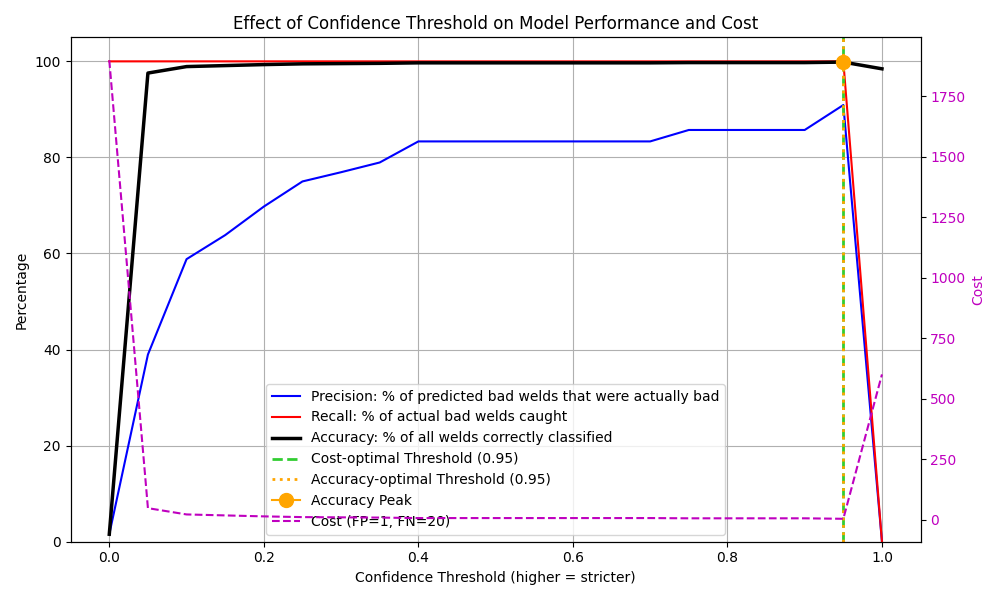 Effect of Confidence Threshold on Model Performance and Cost
100
80
60
40
20
0
Percentage
1750
1500
1250
1000
750
500
250
0
Cost
Precision: % of predicted bad welds that were actually bad
Recall: % of actual bad welds caught
Accuracy: % of all welds correctly classified
Cost-optimal Threshold (0.95)
Accuracy-optimal Threshold (0.95)
Accuracy Peak
Cost (FP=1, FN=20)
0.0 0.2 0.4 0.6 0.8 1.0
Confidence Threshold (higher = stricter)